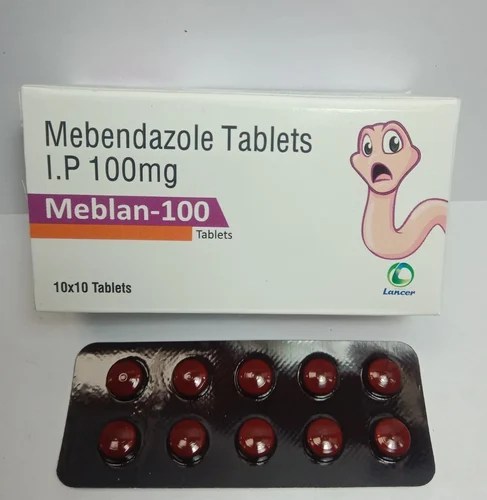 Mebendazole Tablets
I.P 100mg
Meblan-100
Tablets
10x10 Tablets
Lancer